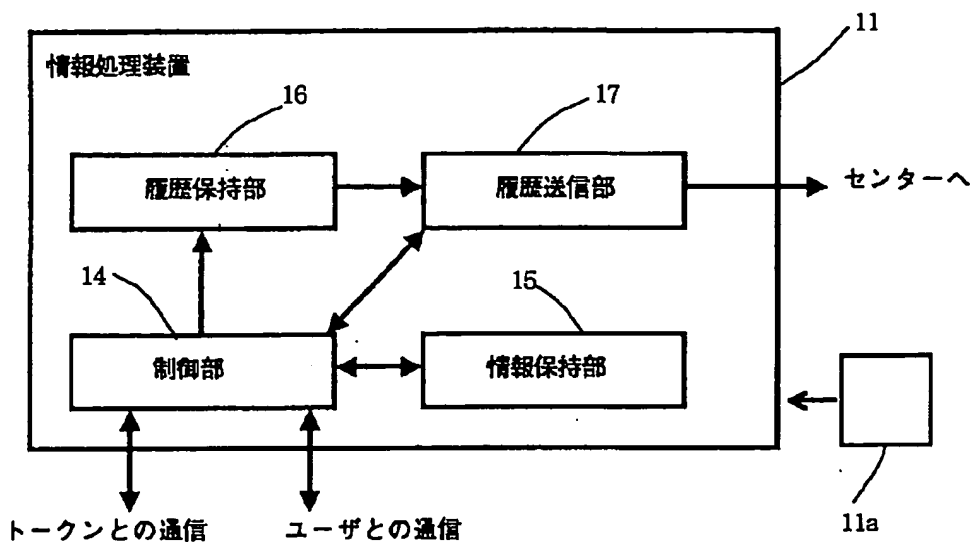 11
情報処理装置
16
17
履歴保持部
履歴送信部
センターへ
14
15
制御部
情報保持部
11a
トークンとの通信
ユーザとの通信